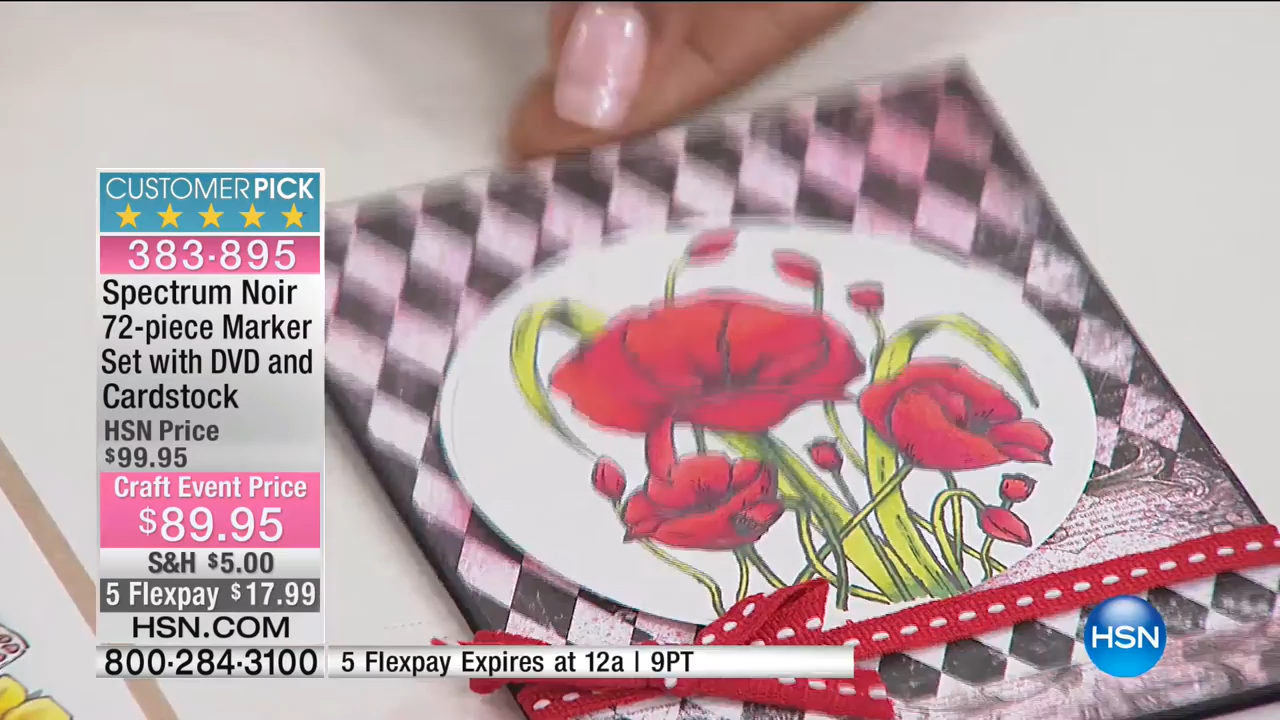 CUSTOMERPICK
383·895
Spectrum Noir
72-piece Marker
Set with DVD and
Cardstock
HSN Price
$99.95
Craft Event Price
$89.95
S&H $5.00
5 Flexpay $17.99
HSN.COM
800·284·3100
5 Flexpay Expires at 12a | 9PT
HSN